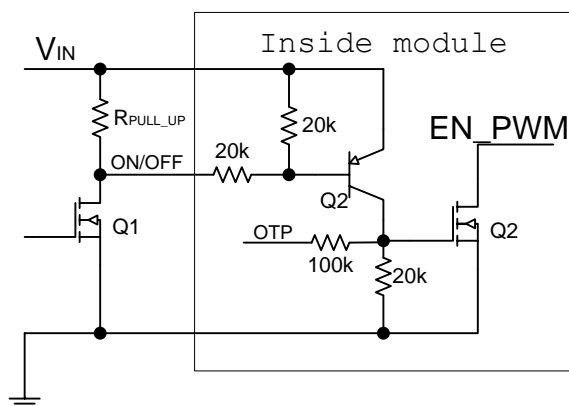 Inside module
VIN
RPULL_UP
20k
EN_PWM
ON/OFF
20k
Q2
Q1
OTP
Q2
100k
20k